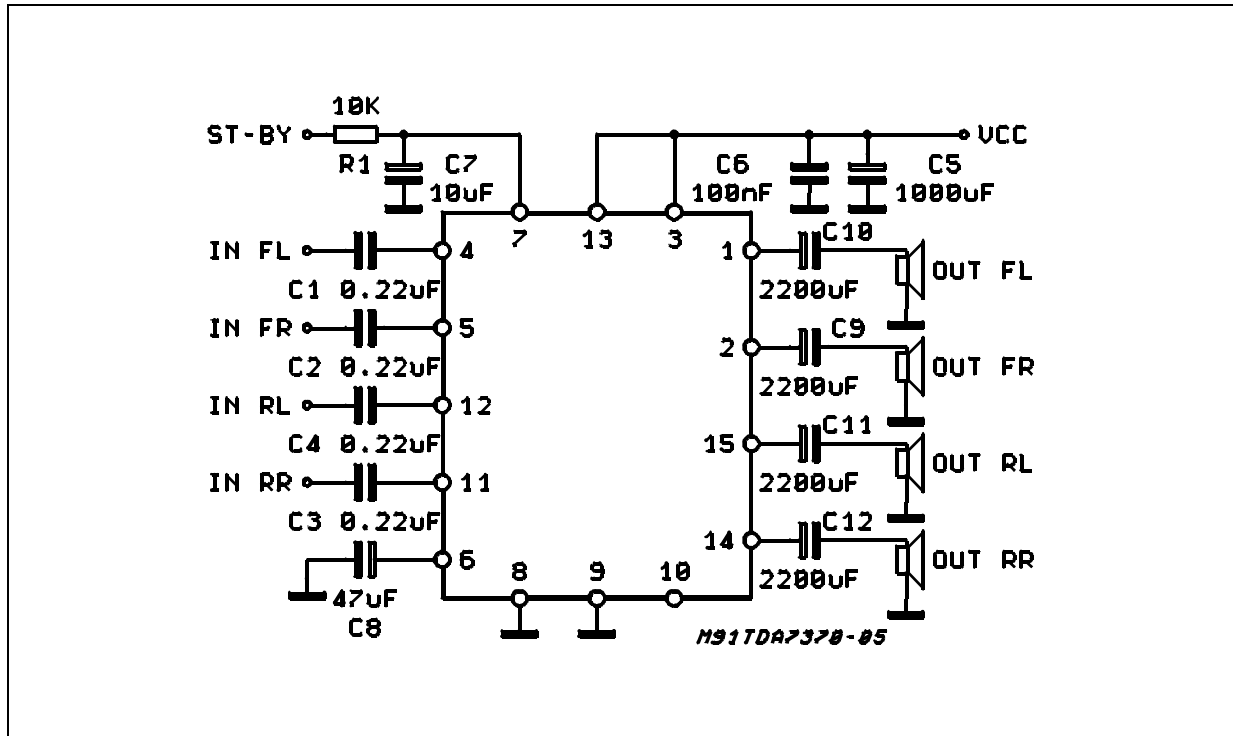 10K
ST-BY
VCC
R1
C7
C6
C5
10uF
100nF
1000uF
7
13
3
IN FL
4
1
C10
OUT FL
C1 0.22uF
2200uF
IN FR
5
2
C9
OUT FR
C2 0.22uF
2200uF
IN RL
12
C11
C4 0.22uF
15
OUT RL
IN RR
11
2200uF
C3 0.22uF
C12
14
6
8
9
10
2200uF
OUT RR
47uF
C8
M91TDA7370-05